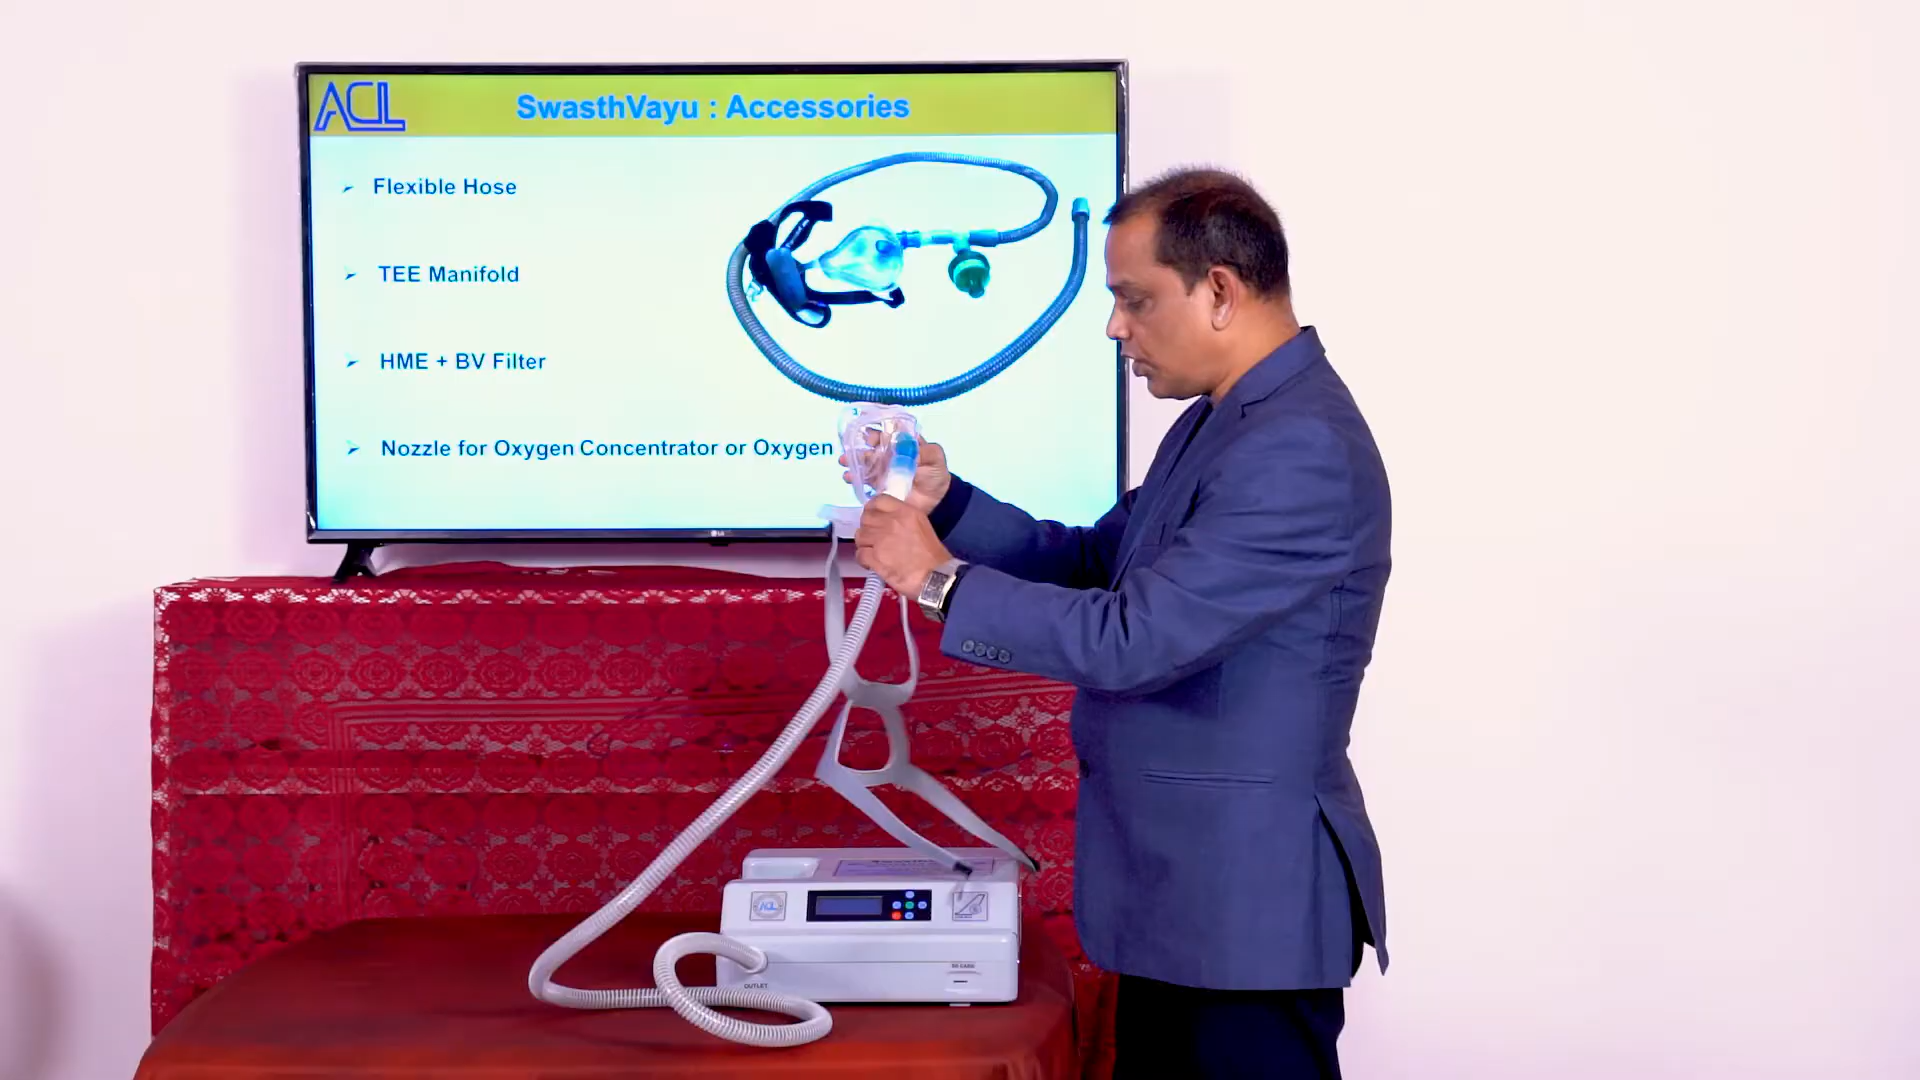 ACL
SwasthVayu : Accessories
Flexible Hose
TEE Manifold
HME + BV Filter
Nozzle for Oxygen Concentrator or Oxygen
LG
ACL
SD CARD
OUTLET